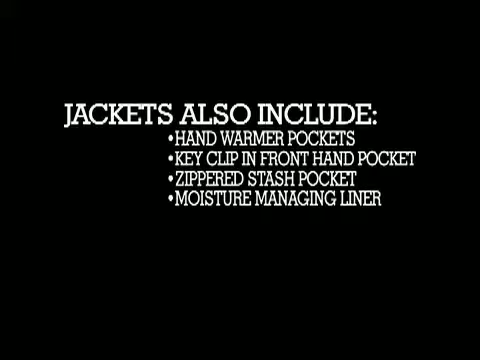 JACKETS ALSO INCLUDE:
•HAND WARMER POCKETS
•KEY CLIP IN FRONT HAND POCKET
•ZIPPERED STASH POCKET
•MOISTURE MANAGING LINER